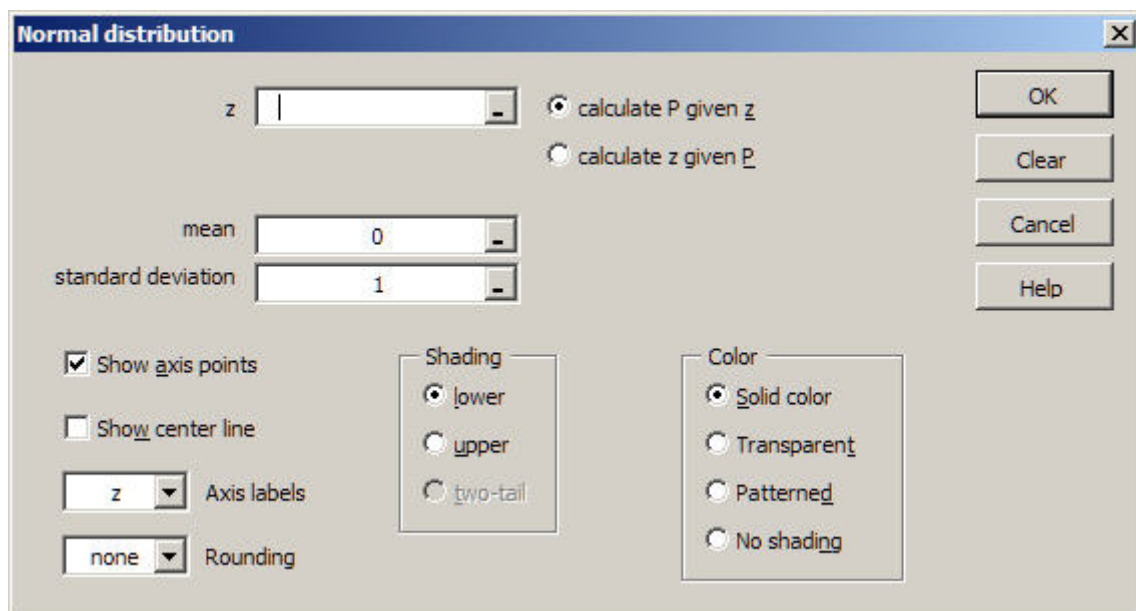 Normal distribution
z
calculate P given z
OK
calculate z given P
Clear
mean
0
Cancel
standard deviation
1
Help
Show axis points
Shading
Color
lower
Solid color
Show center line
upper
Transparent
z
Axis labels
two-tail
Patterned
none
Rounding
No shading